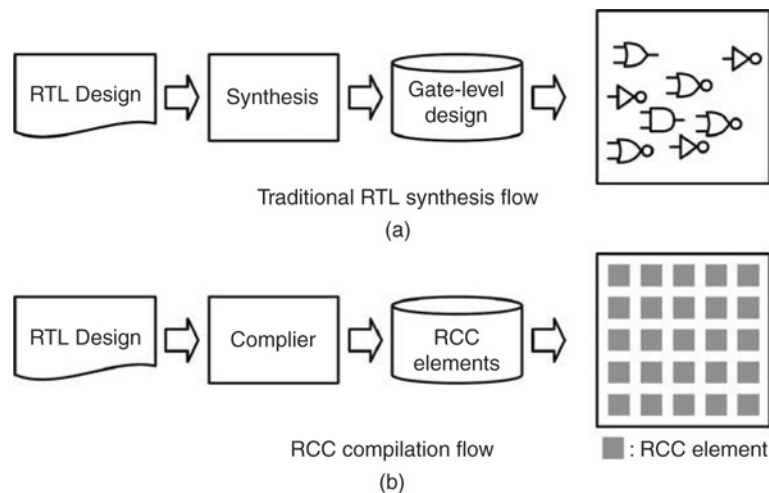 RTL Design
Synthesis
Gate-level
design
Traditional RTL synthesis flow
(a)
RTL Design
Complier
RCC
elements
RCC compilation flow
: RCC element
(b)